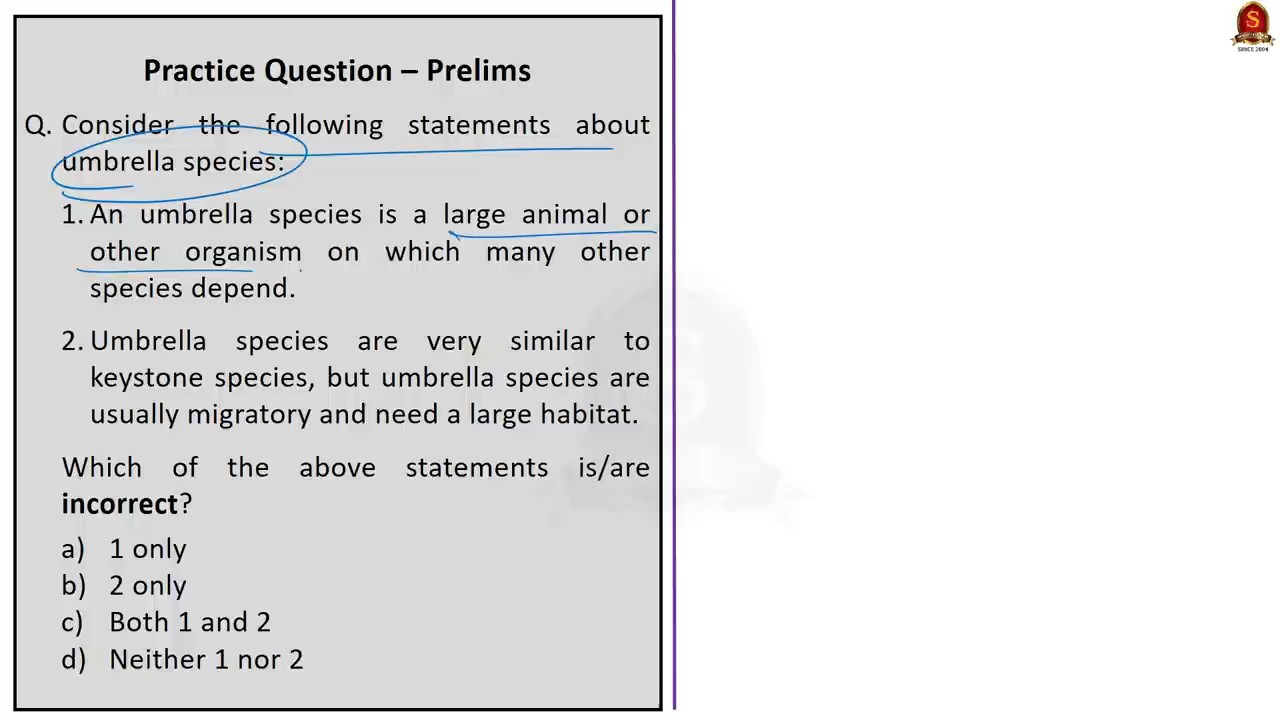 Practice Question – Prelims
Q. Consider the following statements about
umbrella species:
1. An umbrella species is a large animal or
other organism on which many other
species depend.
2. Umbrella species are very similar to
keystone species, but umbrella species are
usually migratory and need a large habitat.
Which of the above statements is/are
incorrect?
a) 1 only
b) 2 only
c) Both 1 and 2
d) Neither 1 nor 2
S
SINCE 2004